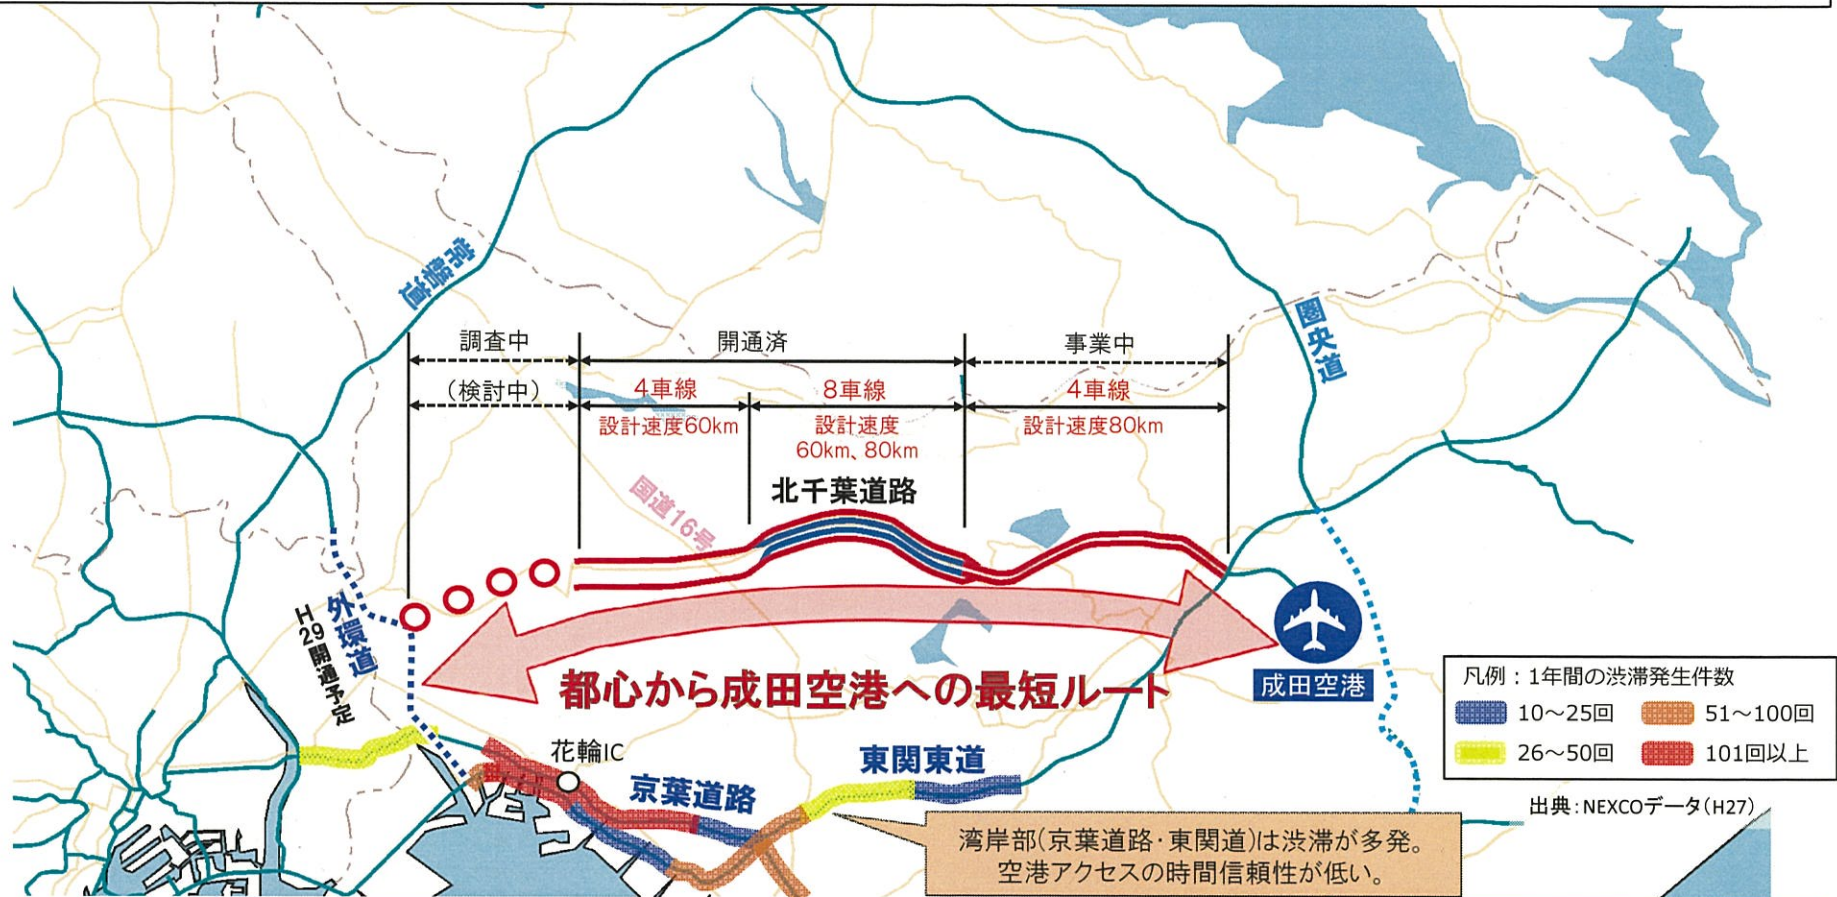 常磐道
圏央道
調査中
開通済
事業中
(検討中)
4車線
8車線
4車線
設計速度60km
設計速度
60km、80km
設計速度80km
国道16号
北千葉道路
外環道
H29開通予定
都心から成田空港への最短ルート
成田空港
凡例：1年間の渋滞発生件数
10～25回
51～100回
26～50回
101回以上
出典：NEXCOデータ(H27)
花輪IC
京葉道路
東関東道
湾岸部(京葉道路・東関道)は渋滞が多発。
空港アクセスの時間信頼性が低い。